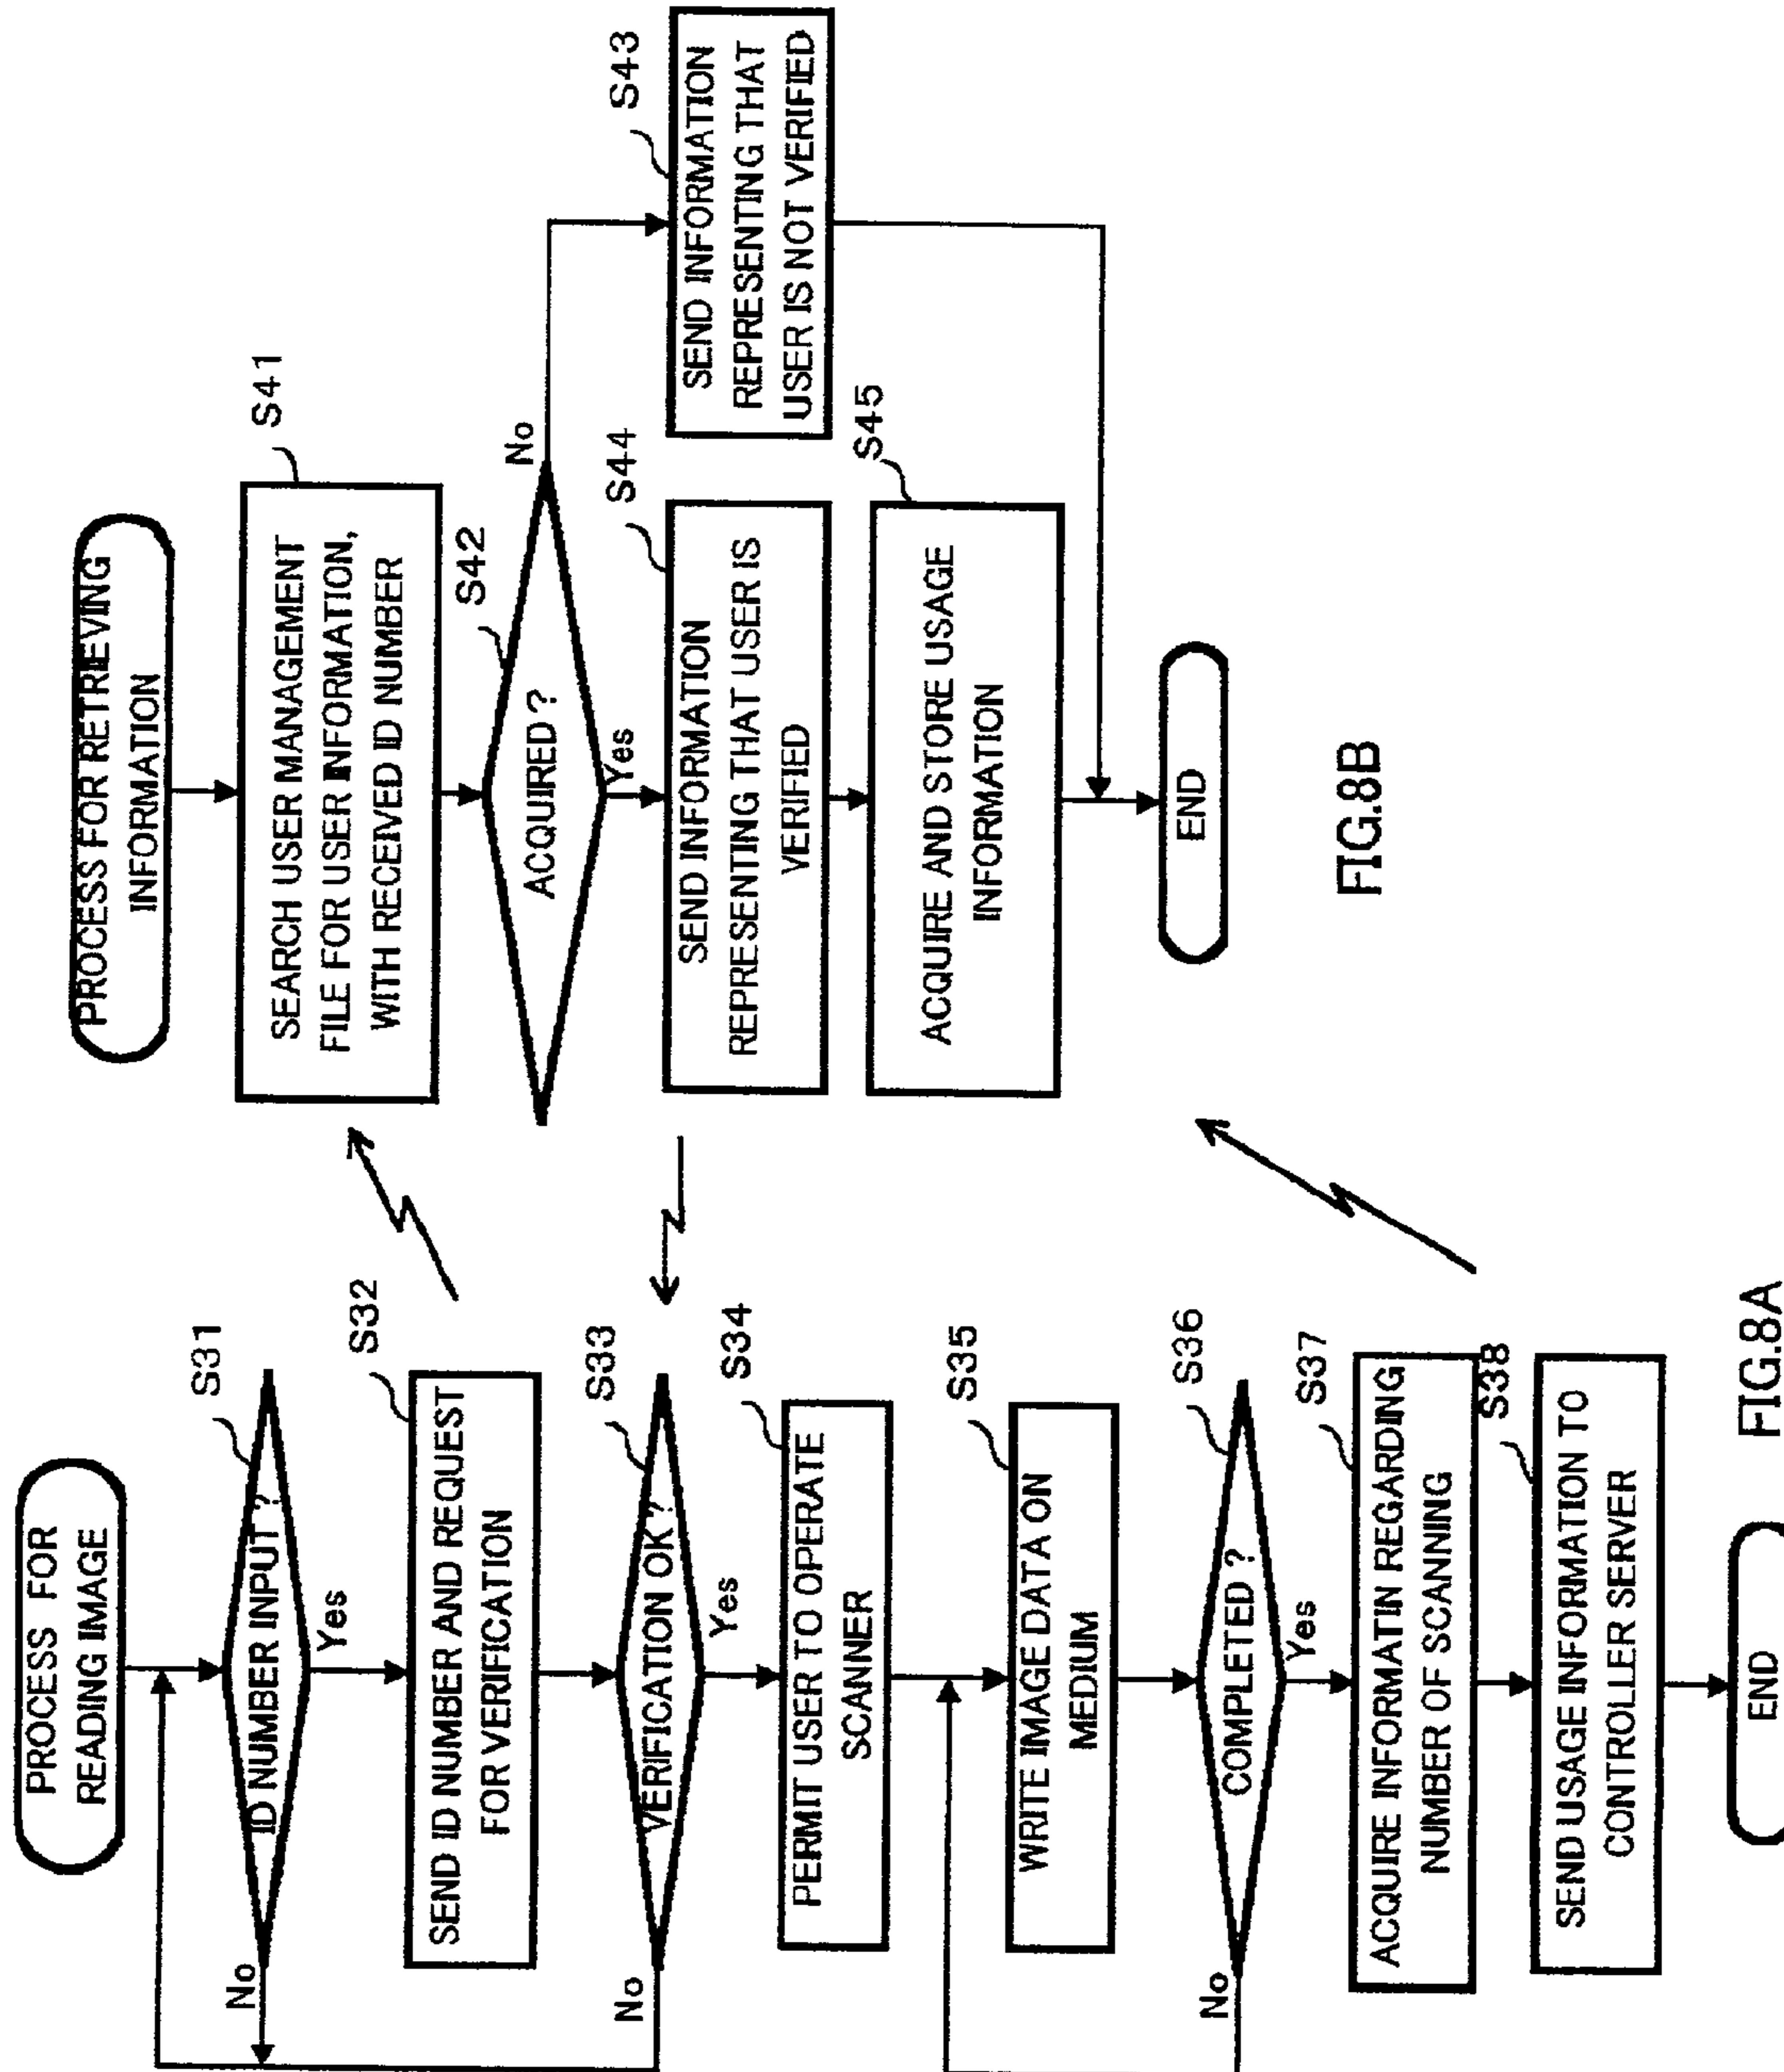 PROCESS FOR
READING IMAGE
S31
ID NUMBER INPUT ?
No
Yes
S32
SEND ID NUMBER AND REQUEST
FOR VERIFICATION
S33
VERIFICATION OK ?
No
Yes
S34
PERMIT USER TO OPERATE
SCANNER
S35
WRITE IMAGE DATA ON
MEDIUM
S36
COMPLETED ?
No
Yes
S37
ACQUIRE INFORMATIN REGARDING
NUMBER OF SCANNING
S38
SEND USAGE INFORMATION TO
CONTROLLER SERVER
END
FIG.8A
PROCESS FOR RETRIEVING
INFORMATION
S41
SEARCH USER MANAGEMENT
FILE FOR USER INFORMATION,
WITH RECEIVED ID NUMBER
S42
ACQUIRED ?
No
Yes
S43
SEND INFORMATION
REPRESENTING THAT
USER IS NOT VERIFIED
S44
SEND INFORMATION
REPRESENTING THAT USER IS
VERIFIED
S45
ACQUIRE AND STORE USAGE
INFORMATION
END
FIG.8B